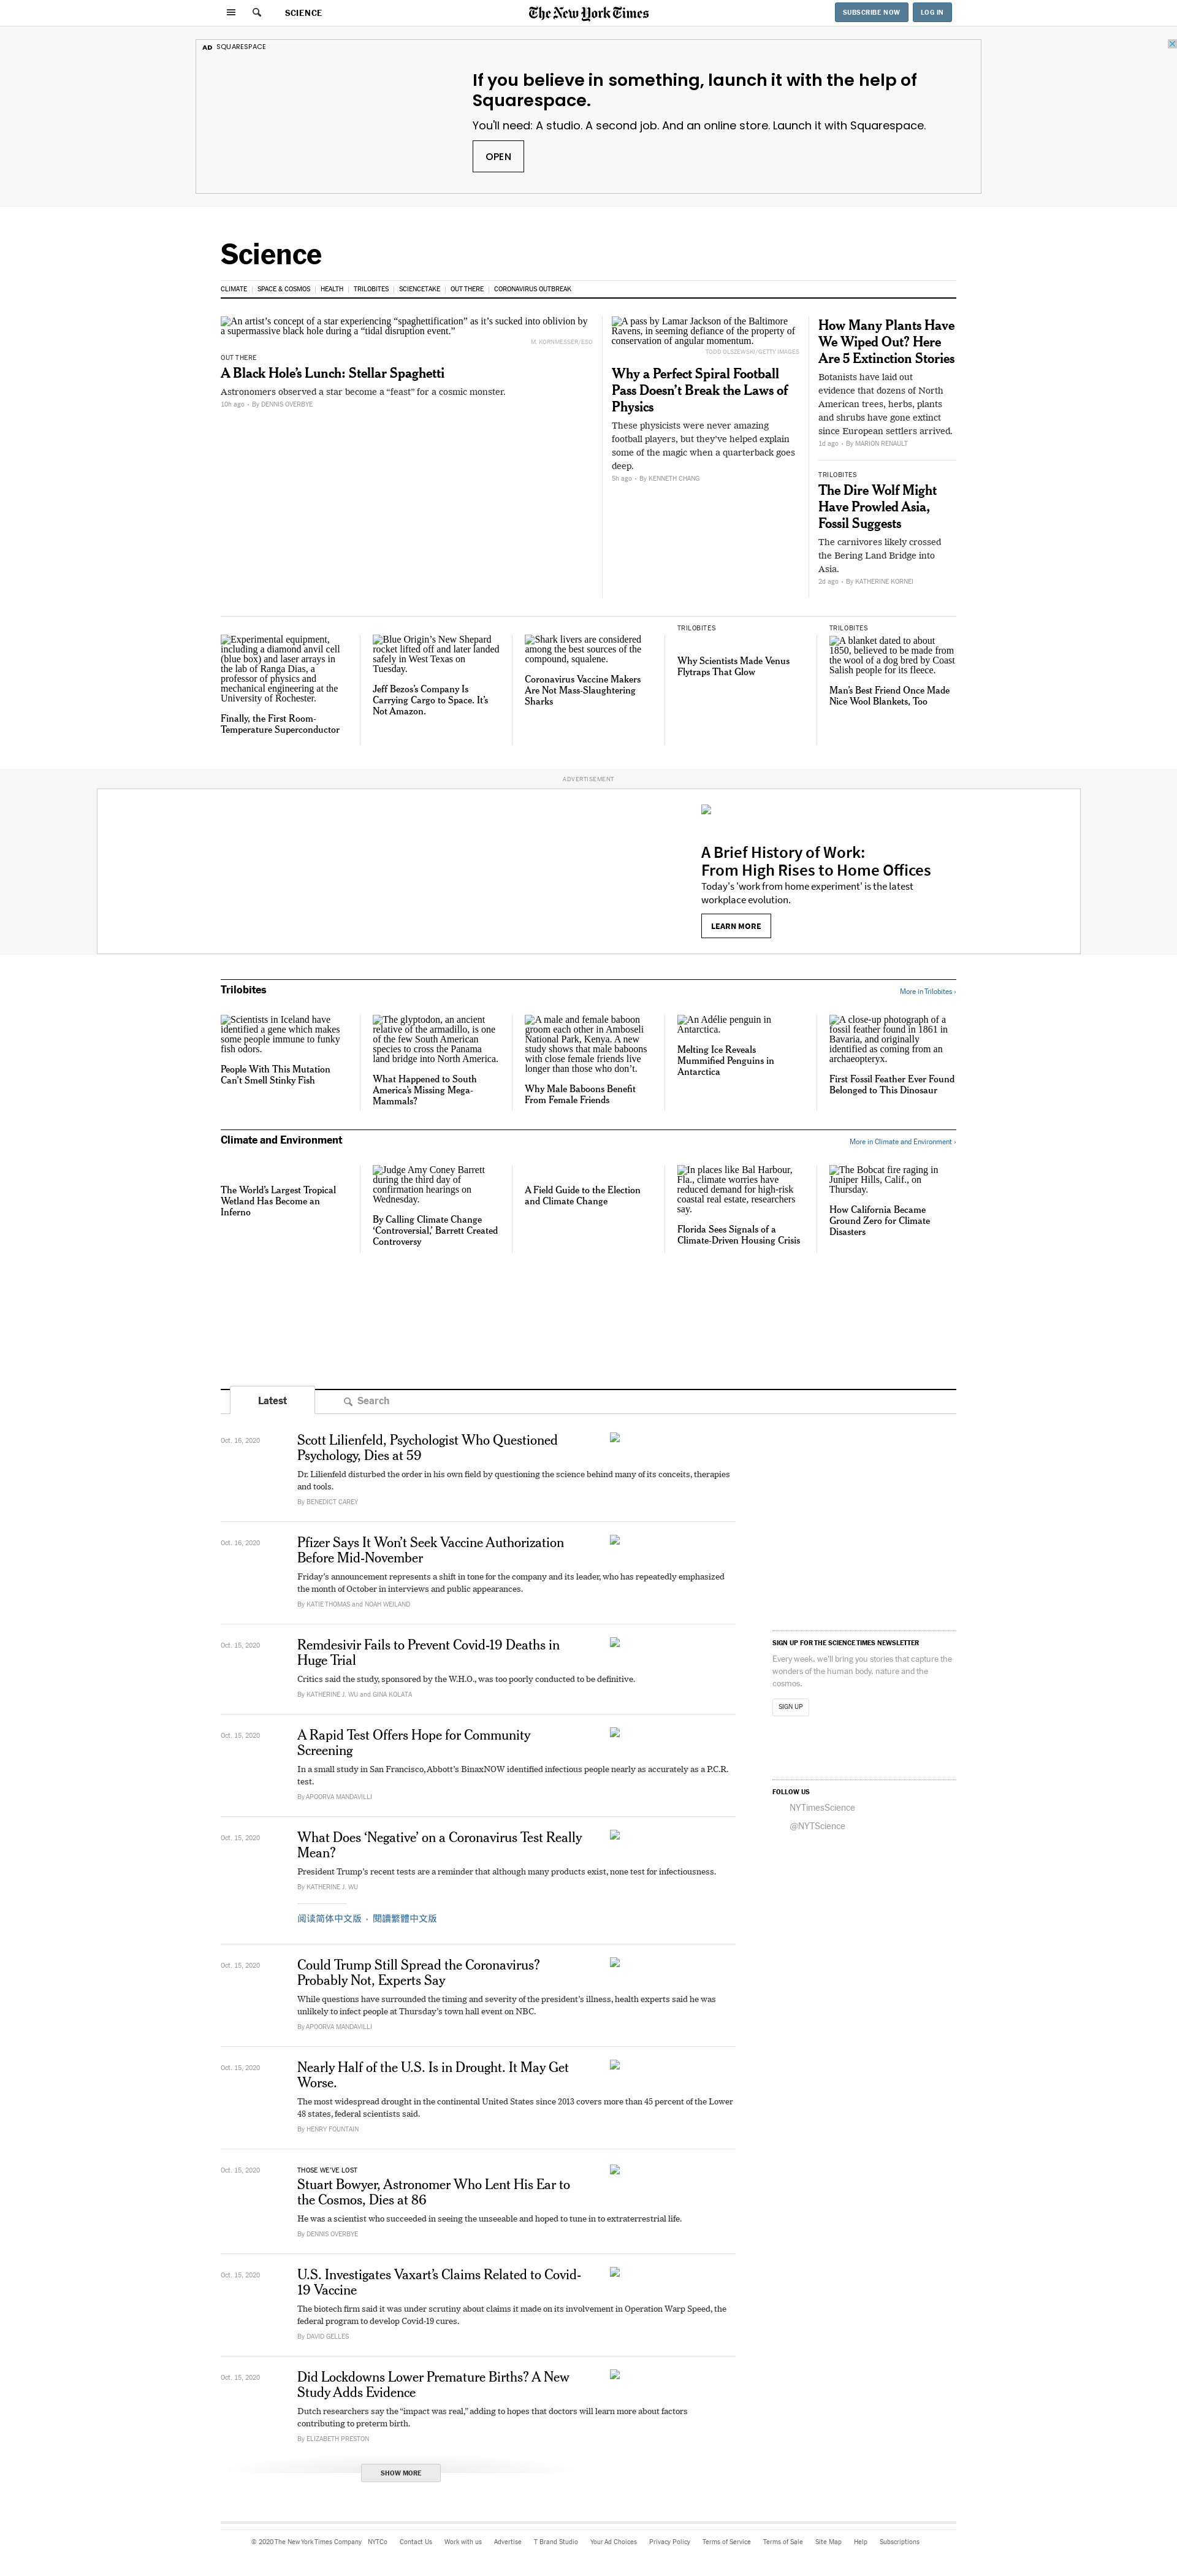 SCIENCE
The New York Times
SUBSCRIBE NOW
LOG IN
AD SQUARESPACE
If you believe in something, launch it with the help of
Squarespace.
You'll need: A studio. A second job. And an online store. Launch it with Squarespace.
OPEN
Science
CLIMATE
SPACE & COSMOS
HEALTH
TRILOBITES
SCIENCETAKE
OUT THERE
CORONAVIRUS OUTBREAK
An artist's concept of a star experiencing “spaghettification” as it’s sucked into oblivion by
a supermassive black hole during a “tidal disruption event.”
M. KORNMESSER/ESO
OUT THERE
A Black Hole’s Lunch: Stellar Spaghetti
Astronomers observed a star become a “feast” for a cosmic monster.
10h ago · By DENNIS OVERBYE
A pass by Lamar Jackson of the Baltimore
Ravens, in seeming defiance of the property of
conservation of angular momentum.
TODD OLSZEWSKI/GETTY IMAGES
Why a Perfect Spiral Football
Pass Doesn’t Break the Laws of
Physics
These physicists were never amazing
football players, but they’ve helped explain
some of the magic when a quarterback goes
deep.
5h ago · By KENNETH CHANG
How Many Plants Have
We Wiped Out? Here
Are 5 Extinction Stories
Botanists have laid out
evidence that dozens of North
American trees, herbs, plants
and shrubs have gone extinct
since European settlers arrived.
1d ago · By MARION RENAULT
TRILOBITES
The Dire Wolf Might
Have Prowled Asia,
Fossil Suggests
The carnivores likely crossed
the Bering Land Bridge into
Asia.
2d ago · By KATHERINE KORNEI
Experimental equipment,
including a diamond anvil cell
(blue box) and laser arrays in
the lab of Ranga Dias, a
professor of physics and
mechanical engineering at the
University of Rochester.
Finally, the First Room-
Temperature Superconductor
Blue Origin’s New Shepard
rocket lifted off and later landed
safely in West Texas on
Tuesday.
Jeff Bezos’s Company Is
Carrying Cargo to Space. It’s
Not Amazon.
Shark livers are considered
among the best sources of the
compound, squalene.
Coronavirus Vaccine Makers
Are Not Mass-Slaughtering
Sharks
TRILOBITES
Why Scientists Made Venus
Flytraps That Glow
TRILOBITES
A blanket dated to about
1850, believed to be made from
the wool of a dog bred by Coast
Salish people for its fleece.
Man’s Best Friend Once Made
Nice Wool Blankets, Too
ADVERTISEMENT
A Brief History of Work:
From High Rises to Home Offices
Today's 'work from home experiment' is the latest
workplace evolution.
LEARN MORE
Trilobites
More in Trilobites ›
Scientists in Iceland have
identified a gene which makes
some people immune to funky
fish odors.
People With This Mutation
Can’t Smell Stinky Fish
The glyptodon, an ancient
relative of the armadillo, is one
of the few South American
species to cross the Panama
land bridge into North America.
What Happened to South
America’s Missing Mega-
Mammals?
A male and female baboon
groom each other in Amboseli
National Park, Kenya. A new
study shows that male baboons
with close female friends live
longer than those who don’t.
Why Male Baboons Benefit
From Female Friends
An Adélie penguin in
Antarctica.
Melting Ice Reveals
Mummified Penguins in
Antarctica
A close-up photograph of a
fossil feather found in 1861 in
Bavaria, and originally
identified as coming from an
archaeopteryx.
First Fossil Feather Ever Found
Belonged to This Dinosaur
Climate and Environment
More in Climate and Environment ›
The World’s Largest Tropical
Wetland Has Become an
Inferno
Judge Amy Coney Barrett
during the third day of
confirmation hearings on
Wednesday.
By Calling Climate Change
‘Controversial,’ Barrett Created
Controversy
A Field Guide to the Election
and Climate Change
In places like Bal Harbour,
Fla., climate worries have
reduced demand for high-risk
coastal real estate, researchers
say.
Florida Sees Signals of a
Climate-Driven Housing Crisis
The Bobcat fire raging in
Juniper Hills, Calif., on
Thursday.
How California Became
Ground Zero for Climate
Disasters
Latest
Search
Oct. 16, 2020
Scott Lilienfeld, Psychologist Who Questioned
Psychology, Dies at 59
Dr. Lilienfeld disturbed the order in his own field by questioning the science behind many of its conceits, therapies
and tools.
By BENEDICT CAREY
Oct. 16, 2020
Pfizer Says It Won’t Seek Vaccine Authorization
Before Mid-November
Friday’s announcement represents a shift in tone for the company and its leader, who has repeatedly emphasized
the month of October in interviews and public appearances.
By KATIE THOMAS and NOAH WEILAND
Oct. 15, 2020
Remdesivir Fails to Prevent Covid-19 Deaths in
Huge Trial
Critics said the study, sponsored by the W.H.O., was too poorly conducted to be definitive.
By KATHERINE J. WU and GINA KOLATA
Oct. 15, 2020
A Rapid Test Offers Hope for Community
Screening
In a small study in San Francisco, Abbott’s BinaxNOW identified infectious people nearly as accurately as a P.C.R.
test.
By APOORVA MANDAVILLI
Oct. 15, 2020
What Does ‘Negative’ on a Coronavirus Test Really
Mean?
President Trump’s recent tests are a reminder that although many products exist, none test for infectiousness.
By KATHERINE J. WU
阅读简体中文版 · 閱讀繁體中文版
Oct. 15, 2020
Could Trump Still Spread the Coronavirus?
Probably Not, Experts Say
While questions have surrounded the timing and severity of the president’s illness, health experts said he was
unlikely to infect people at Thursday’s town hall event on NBC.
By APOORVA MANDAVILLI
Oct. 15, 2020
Nearly Half of the U.S. Is in Drought. It May Get
Worse.
The most widespread drought in the continental United States since 2013 covers more than 45 percent of the Lower
48 states, federal scientists said.
By HENRY FOUNTAIN
Oct. 15, 2020
THOSE WE’VE LOST
Stuart Bowyer, Astronomer Who Lent His Ear to
the Cosmos, Dies at 86
He was a scientist who succeeded in seeing the unseeable and hoped to tune in to extraterrestrial life.
By DENNIS OVERBYE
Oct. 15, 2020
U.S. Investigates Vaxart’s Claims Related to Covid-
19 Vaccine
The biotech firm said it was under scrutiny about claims it made on its involvement in Operation Warp Speed, the
federal program to develop Covid-19 cures.
By DAVID GELLES
Oct. 15, 2020
Did Lockdowns Lower Premature Births? A New
Study Adds Evidence
Dutch researchers say the “impact was real,” adding to hopes that doctors will learn more about factors
contributing to preterm birth.
By ELIZABETH PRESTON
SHOW MORE
SIGN UP FOR THE SCIENCE TIMES NEWSLETTER
Every week, we'll bring you stories that capture the
wonders of the human body, nature and the
cosmos.
SIGN UP
FOLLOW US
NYTimesScience
@NYTScience
© 2020 The New York Times Company
NYTCo
Contact Us
Work with us
Advertise
T Brand Studio
Your Ad Choices
Privacy Policy
Terms of Service
Terms of Sale
Site Map
Help
Subscriptions